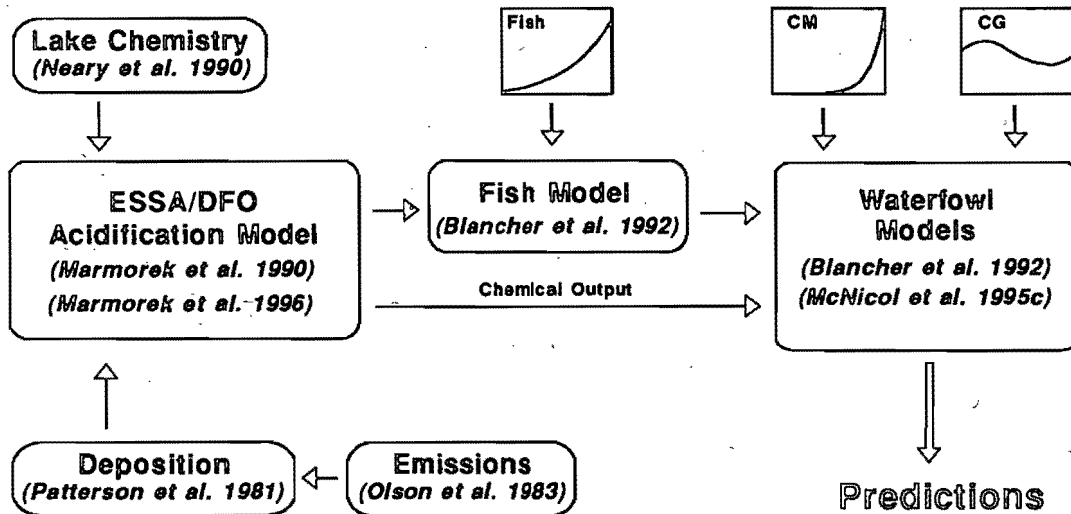 Lake Chemistry
(Neary et al. 1990)
Fish
CM
CG
ESSA/DFO
Acidification Model
(Marmorek et al. 1990)
(Marmorek et al. 1996)
Fish Model
(Blancher et al. 1992)
Chemical Output
Waterfowl
Models
(Blancher et al. 1992)
(McNicol et al. 1995c)
Deposition
(Patterson et al. 1981)
Emissions
(Olson et al. 1983)
Predictions